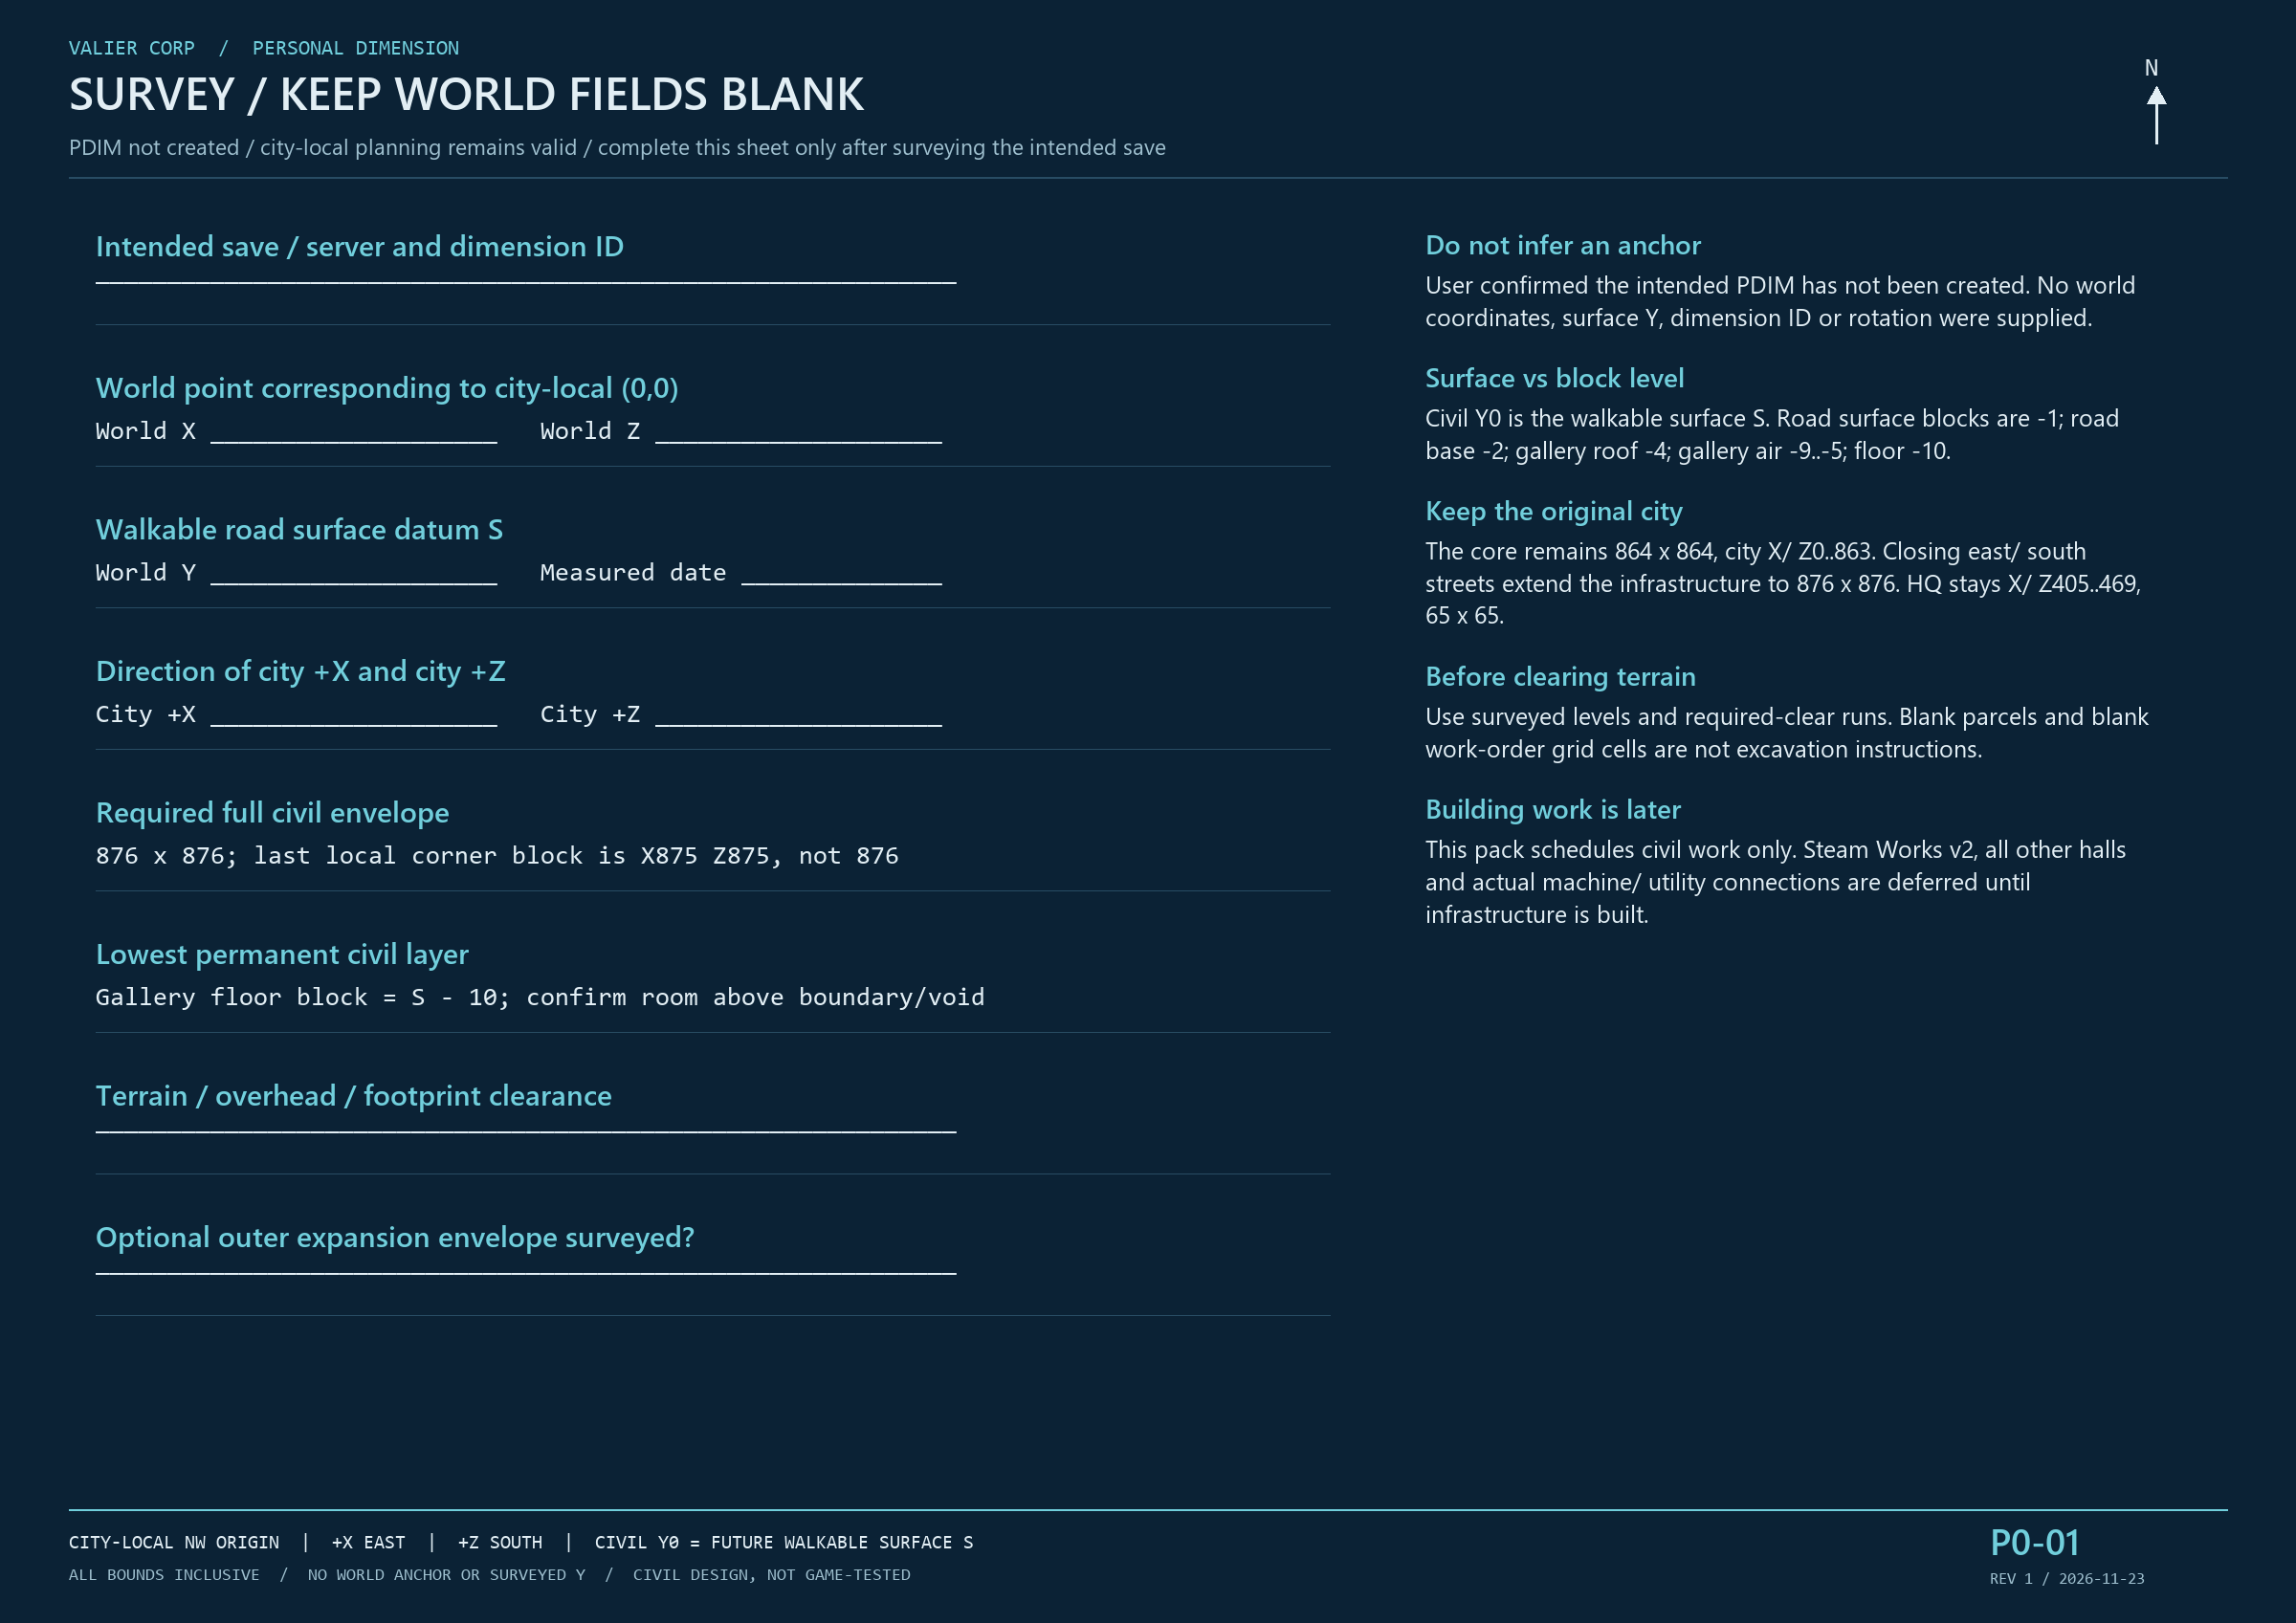 VALIER CORP / PERSONAL DIMENSION
SURVEY / KEEP WORLD FIELDS BLANK
PDIM not created / city-local planning remains valid / complete this sheet only after surveying the intended save
N
Intended save / server and dimension ID
____________________________________________________________
World point corresponding to city-local (0,0)
World X ____________________ World Z ____________________
Walkable road surface datum S
World Y ____________________ Measured date ______________
Direction of city +X and city +Z
City +X ____________________ City +Z ____________________
Required full civil envelope
876 x 876; last local corner block is X875 Z875, not 876
Lowest permanent civil layer
Gallery floor block = S - 10; confirm room above boundary/void
Terrain / overhead / footprint clearance
____________________________________________________________
Optional outer expansion envelope surveyed?
____________________________________________________________
Do not infer an anchor
User confirmed the intended PDIM has not been created. No world
coordinates, surface Y, dimension ID or rotation were supplied.
Surface vs block level
Civil Y0 is the walkable surface S. Road surface blocks are -1; road
base -2; gallery roof -4; gallery air -9..-5; floor -10.
Keep the original city
The core remains 864 x 864, city X/ Z0..863. Closing east/ south
streets extend the infrastructure to 876 x 876. HQ stays X/ Z405..469,
65 x 65.
Before clearing terrain
Use surveyed levels and required-clear runs. Blank parcels and blank
work-order grid cells are not excavation instructions.
Building work is later
This pack schedules civil work only. Steam Works v2, all other halls
and actual machine/ utility connections are deferred until
infrastructure is built.
CITY-LOCAL NW ORIGIN | +X EAST | +Z SOUTH | CIVIL Y0 = FUTURE WALKABLE SURFACE S
ALL BOUNDS INCLUSIVE / NO WORLD ANCHOR OR SURVEYED Y / CIVIL DESIGN, NOT GAME-TESTED
P0-01
REV 1 / 2026-11-23